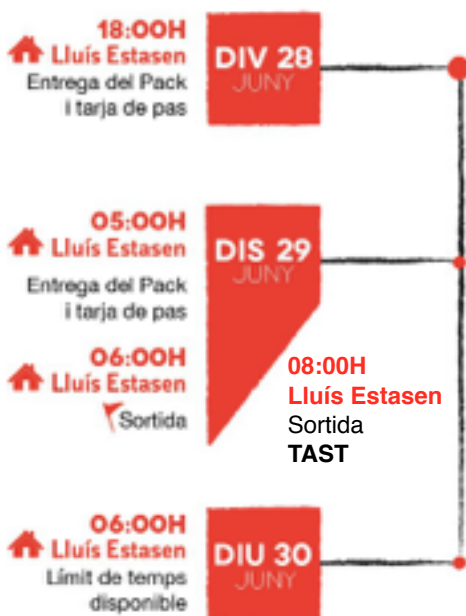 18:00H
Lluís Estasen
Entrega del Pack
i tarja de pas
DIV 28
JUNY
05:00H
Lluís Estasen
Entrega del Pack
i tarja de pas
DIS 29
JUNY
06:00H
Lluís Estasen
Sortida
08:00H
Lluís Estasen
Sortida
TAST
06:00H
Lluís Estasen
Límit de temps
disponible
DIU 30
JUNY